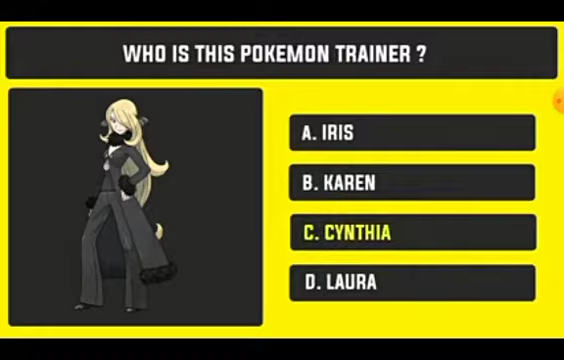 WHO IS THIS POKEMON TRAINER ?
A. IRIS
B. KAREN
C. CYNTHIA
D. LAURA